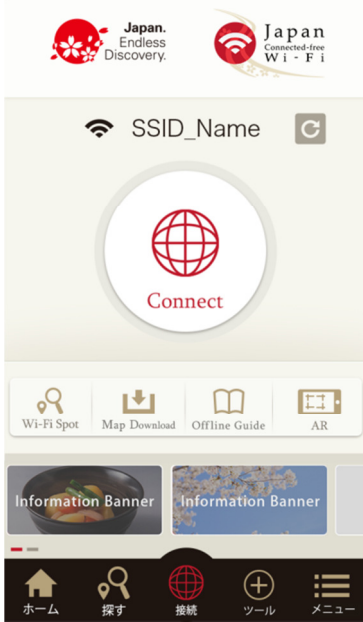 Japan.
Endless
Discovery.
Japan
Connected-free
Wi-Fi
SSID_Name
Connect
Wi-Fi Spot
Map Download
Offline Guide
AR
Information Banner
Information Banner
ホーム
探す
接続
ツール
メニュー